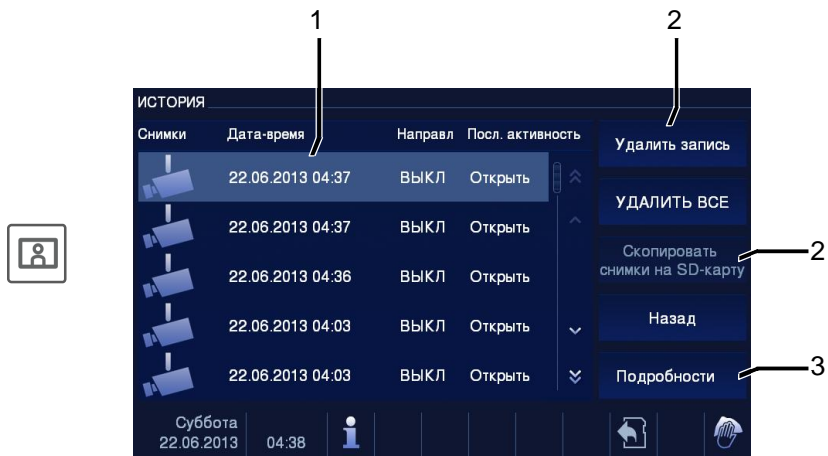 1 2
ИСТОРИЯ
Снимки Дата-время Направл Посл. активность
22.06.2013 04:37 ВЫКЛ Открыть
22.06.2013 04:37 ВЫКЛ Открыть
22.06.2013 04:36 ВЫКЛ Открыть
22.06.2013 04:03 ВЫКЛ Открыть
22.06.2013 04:03 ВЫКЛ Открыть
Удалить запись
УДАЛИТЬ ВСЕ
Скопировать
снимки на SD-карту
2
Назад
Подробности
3
Суббота
22.06.2013 04:38